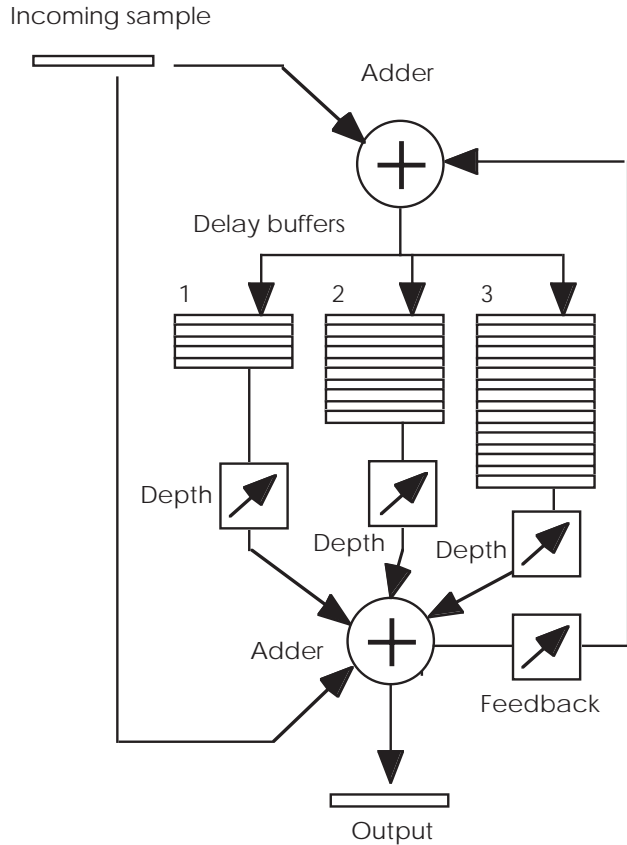 Incoming sample
Adder
Delay buffers
1
2
3
Depth
Depth
Depth
Adder
Feedback
Output